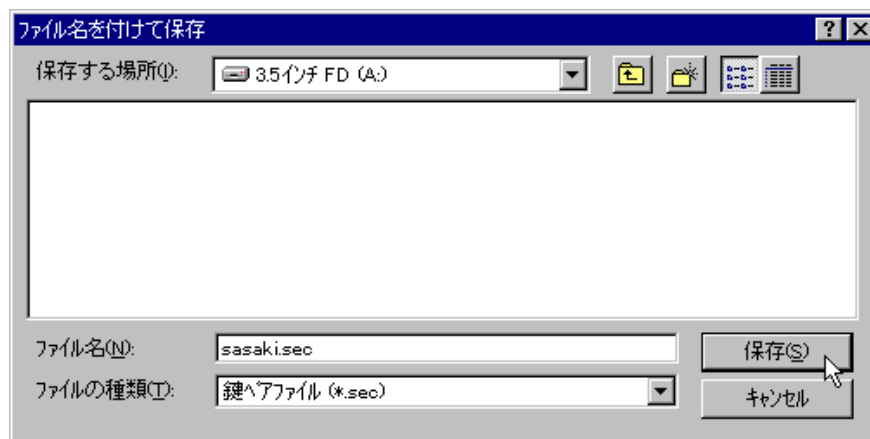 ファイル名を付けて保存
保存する場所(I):
3.5インチ FD (A:)
ファイル名(N):
sasaki.sec
保存(S)
ファイルの種類(T):
鍵ペアファイル (*.sec)
キャンセル